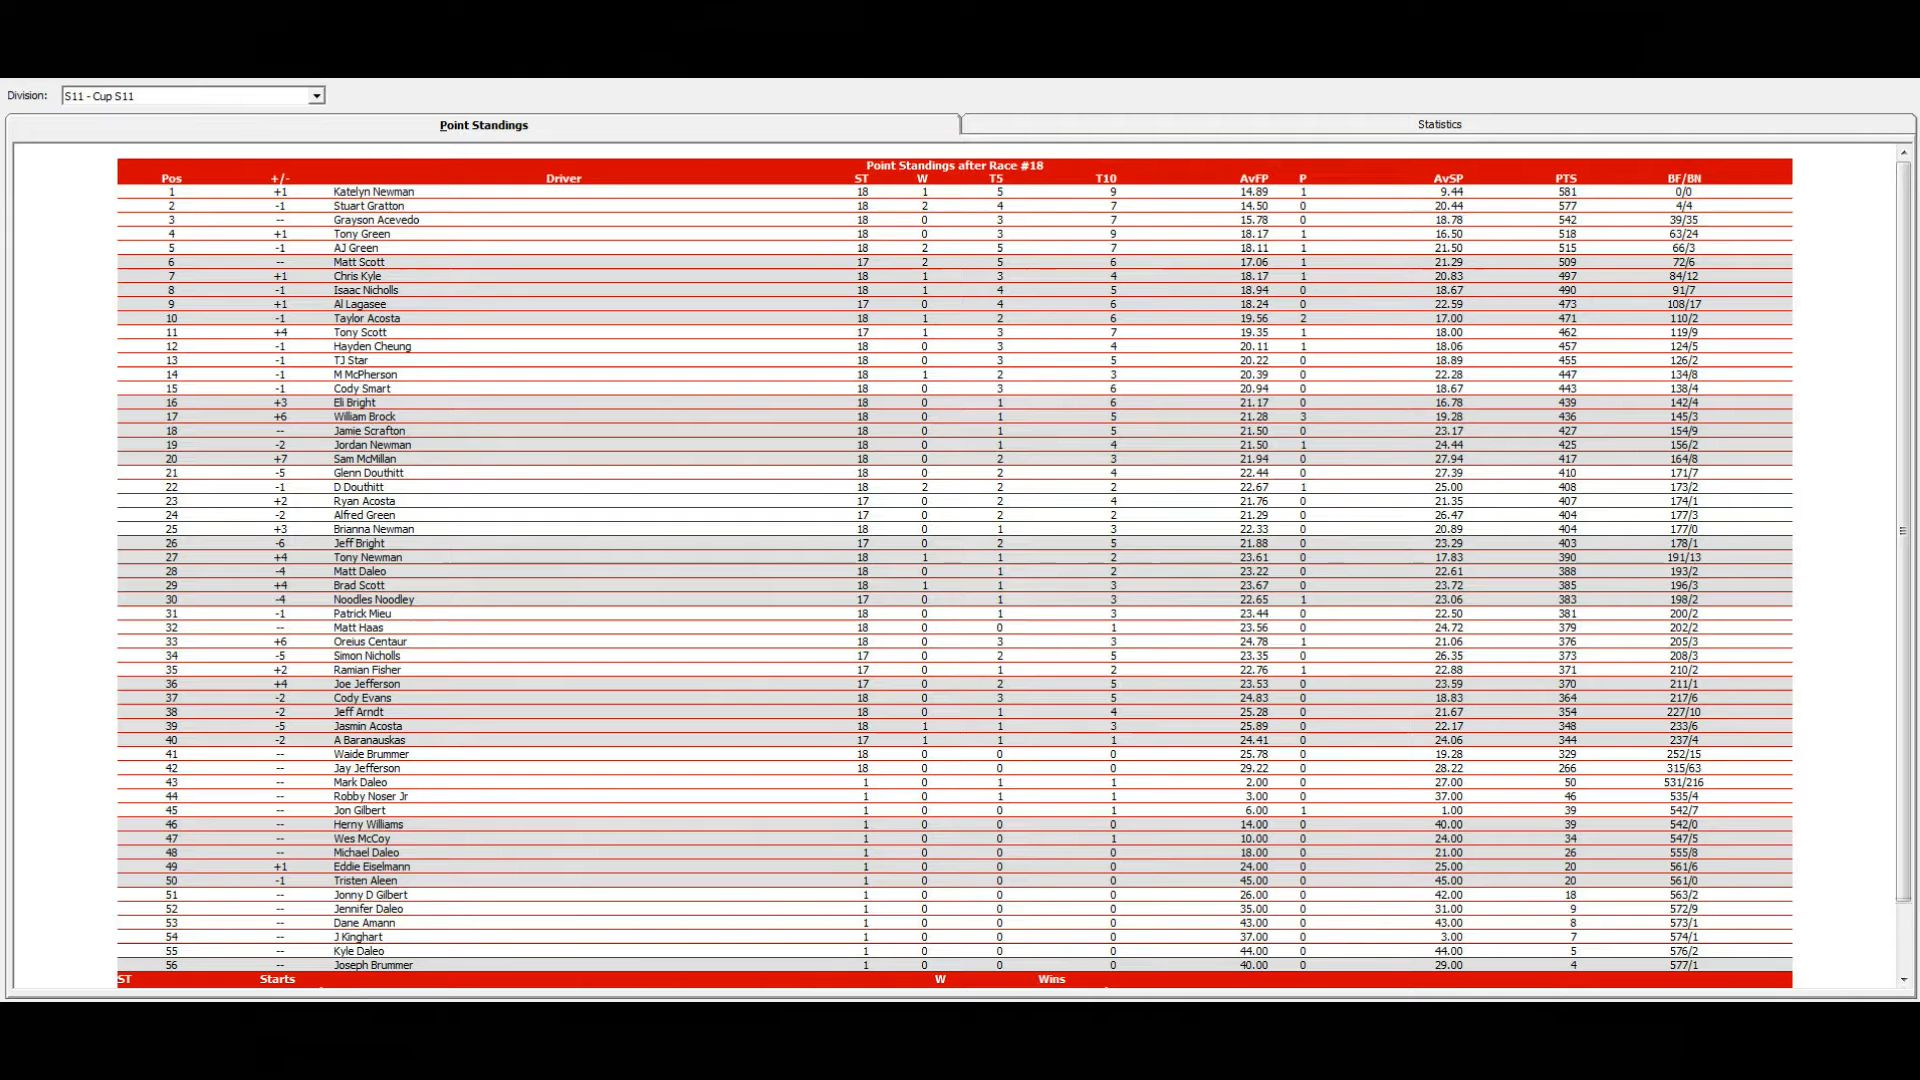 Division: S11 - Cup S11
Point Standings Statistics
Point Standings after Race #18
Pos +/- Driver ST W T5 T10 AvFP P AvSP PTS BF/BN
1 +1 Katelyn Newman 18 1 5 9 14.89 1 9.44 581 0/0
2 -1 Stuart Gratton 18 2 4 7 14.50 0 20.44 577 4/4
3 -- Grayson Acevedo 18 0 3 7 15.78 0 18.78 542 39/35
4 +1 Tony Green 18 0 3 9 18.17 1 16.50 518 63/24
5 -1 AJ Green 18 2 5 7 18.11 1 21.50 515 66/3
6 -- Matt Scott 17 2 5 6 17.06 1 21.29 509 72/6
7 +1 Chris Kyle 18 1 3 4 18.17 1 20.83 497 84/12
8 -1 Isaac Nicholls 18 1 4 5 18.94 0 18.67 490 91/7
9 +1 Al Lagasee 17 0 4 6 18.24 0 22.59 473 108/17
10 -1 Taylor Acosta 18 1 2 6 19.56 2 17.00 471 110/2
11 +4 Tony Scott 17 1 3 7 19.35 1 18.00 462 119/9
12 -1 Hayden Cheung 18 0 3 4 20.11 1 18.06 457 124/5
13 -1 TJ Star 18 0 3 5 20.22 0 18.89 455 126/2
14 -1 M McPherson 18 1 2 3 20.39 0 22.28 447 134/8
15 -1 Cody Smart 18 0 3 6 20.94 0 18.67 443 138/4
16 +3 Eli Bright 18 0 1 6 21.17 0 16.78 439 142/4
17 +6 William Brock 18 0 1 5 21.28 3 19.28 436 145/3
18 -- Jamie Scrafton 18 0 1 5 21.50 0 23.17 427 154/9
19 -2 Jordan Newman 18 0 1 4 21.50 1 24.44 425 156/2
20 +7 Sam McMillan 18 0 2 3 21.94 0 27.94 417 164/8
21 -5 Glenn Douthitt 18 0 2 4 22.44 0 27.39 410 171/7
22 -1 D Douthitt 18 2 2 2 22.67 1 25.00 408 173/2
23 +2 Ryan Acosta 17 0 2 4 21.76 0 21.35 407 174/1
24 -2 Alfred Green 17 0 2 2 21.29 0 26.47 404 177/3
25 +3 Brianna Newman 18 0 1 3 22.33 0 20.89 404 177/0
26 -6 Jeff Bright 17 0 2 5 21.88 0 23.29 403 178/1
27 +4 Tony Newman 18 1 1 2 23.61 0 17.83 390 191/13
28 -4 Matt Daleo 18 0 1 2 23.22 0 22.61 388 193/2
29 +4 Brad Scott 18 1 1 3 23.67 0 23.72 385 196/3
30 -4 Noodles Noodley 17 0 1 3 22.65 1 23.06 383 198/2
31 -1 Patrick Mieu 18 0 1 3 23.44 0 22.50 381 200/2
32 -- Matt Haas 18 0 0 1 23.56 0 24.72 379 202/2
33 +6 Oreius Centaur 18 0 3 3 24.78 1 21.06 376 205/3
34 -5 Simon Nicholls 17 0 2 5 23.35 0 26.35 373 208/3
35 +2 Ramian Fisher 17 0 1 2 22.76 1 22.88 371 210/2
36 +4 Joe Jefferson 17 0 2 5 23.53 0 23.59 370 211/1
37 -2 Cody Evans 18 0 3 5 24.83 0 18.83 364 217/6
38 -2 Jeff Arndt 18 0 1 4 25.28 0 21.67 354 227/10
39 -5 Jasmin Acosta 18 1 1 3 25.89 0 22.17 348 233/6
40 -2 A Baranauskas 17 1 1 1 24.41 0 24.06 344 237/4
41 -- Waide Brummer 18 0 0 0 25.78 0 19.28 329 252/15
42 -- Jay Jefferson 18 0 0 0 29.22 0 28.22 266 315/63
43 -- Mark Daleo 1 0 1 1 2.00 0 27.00 50 531/216
44 -- Robby Noser Jr 1 0 1 1 3.00 0 37.00 46 535/4
45 -- Jon Gilbert 1 0 0 1 6.00 1 1.00 39 542/7
46 -- Herny Williams 1 0 0 0 14.00 0 40.00 39 542/0
47 -- Wes McCoy 1 0 0 1 10.00 0 24.00 34 547/5
48 -- Michael Daleo 1 0 0 0 18.00 0 21.00 26 555/8
49 +1 Eddie Eiselmann 1 0 0 0 24.00 0 25.00 20 561/6
50 -1 Tristen Aleen 1 0 0 0 45.00 0 45.00 20 561/0
51 -- Jonny D Gilbert 1 0 0 0 26.00 0 42.00 18 563/2
52 -- Jennifer Daleo 1 0 0 0 35.00 0 31.00 9 572/9
53 -- Dane Amann 1 0 0 0 43.00 0 43.00 8 573/1
54 -- J Kinghart 1 0 0 0 37.00 0 3.00 7 574/1
55 -- Kyle Daleo 1 0 0 0 44.00 0 44.00 5 576/2
56 -- Joseph Brummer 1 0 0 0 40.00 0 29.00 4 577/1
ST Starts W Wins